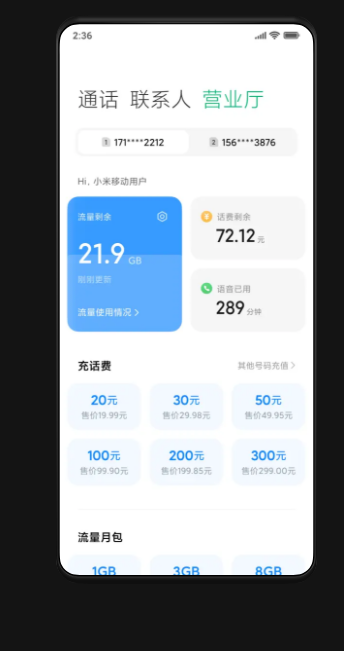 2:36
通话 联系人 营业厅
1 171****2212 2 156****3876
Hi，小米移动用户
流量剩余
21.9 GB
刚刚更新
流量使用情况
话费剩余
72.12 元
语音已用
289 分钟
充话费 其他号码充值
20元 30元 50元
售价19.99元 售价29.98元 售价49.95元
100元 200元 300元
售价99.90元 售价199.85元 售价299.00元
流量月包
1GB 3GB 8GB